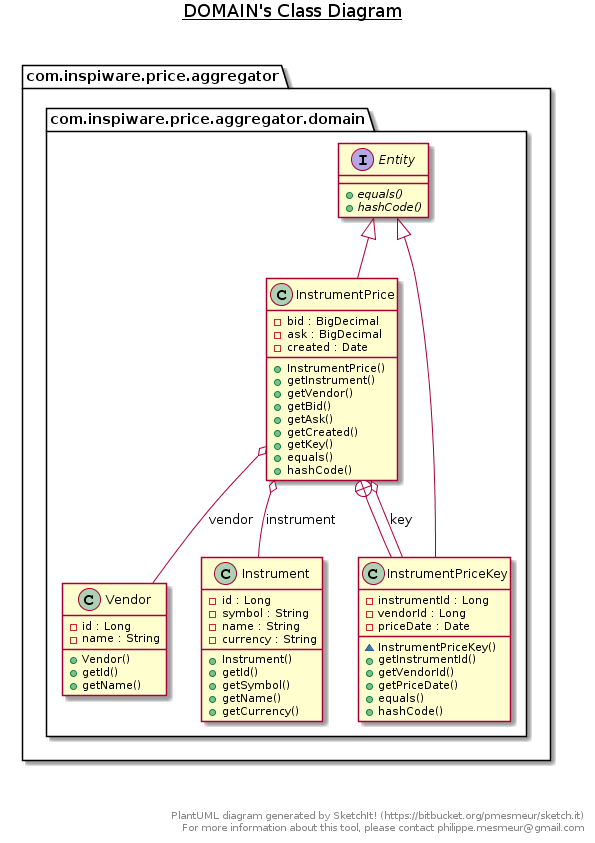 DOMAIN's Class Diagram
com.inspiware.price.aggregator
com.inspiware.price.aggregator.domain
I Entity
equals()
hashCode()
C InstrumentPrice
bid : BigDecimal
ask : BigDecimal
created : Date
InstrumentPrice()
getInstrument()
getVendor()
getBid()
getAsk()
getCreated()
getKey()
equals()
hashCode()
vendor
instrument
key
C Vendor
id : Long
name : String
Vendor()
getId()
getName()
C Instrument
id : Long
symbol : String
name : String
currency : String
Instrument()
getId()
getSymbol()
getName()
getCurrency()
C InstrumentPriceKey
instrumentId : Long
vendorId : Long
priceDate : Date
InstrumentPriceKey()
getInstrumentId()
getVendorId()
getPriceDate()
equals()
hashCode()
PlantUML diagram generated by SketchIt! (https://bitbucket.org/pmesmeur/sketch.it)
For more information about this tool, please contact philippe.mesmeur@gmail.com